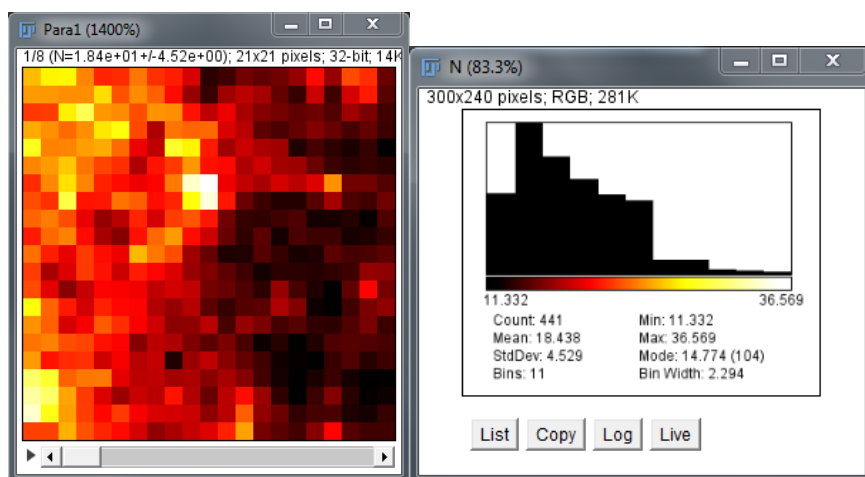 Para1 (1400%)
1/8 (N=1.84e+01+/-4.52e+00); 21x21 pixels; 32-bit; 14K
N (83.3%)
300x240 pixels; RGB; 281K
11.332 36.569
Count: 441 Min: 11.332
Mean: 18.438 Max: 36.569
StdDev: 4.529 Mode: 14.774 (104)
Bins: 11 Bin Width: 2.294
List Copy Log Live